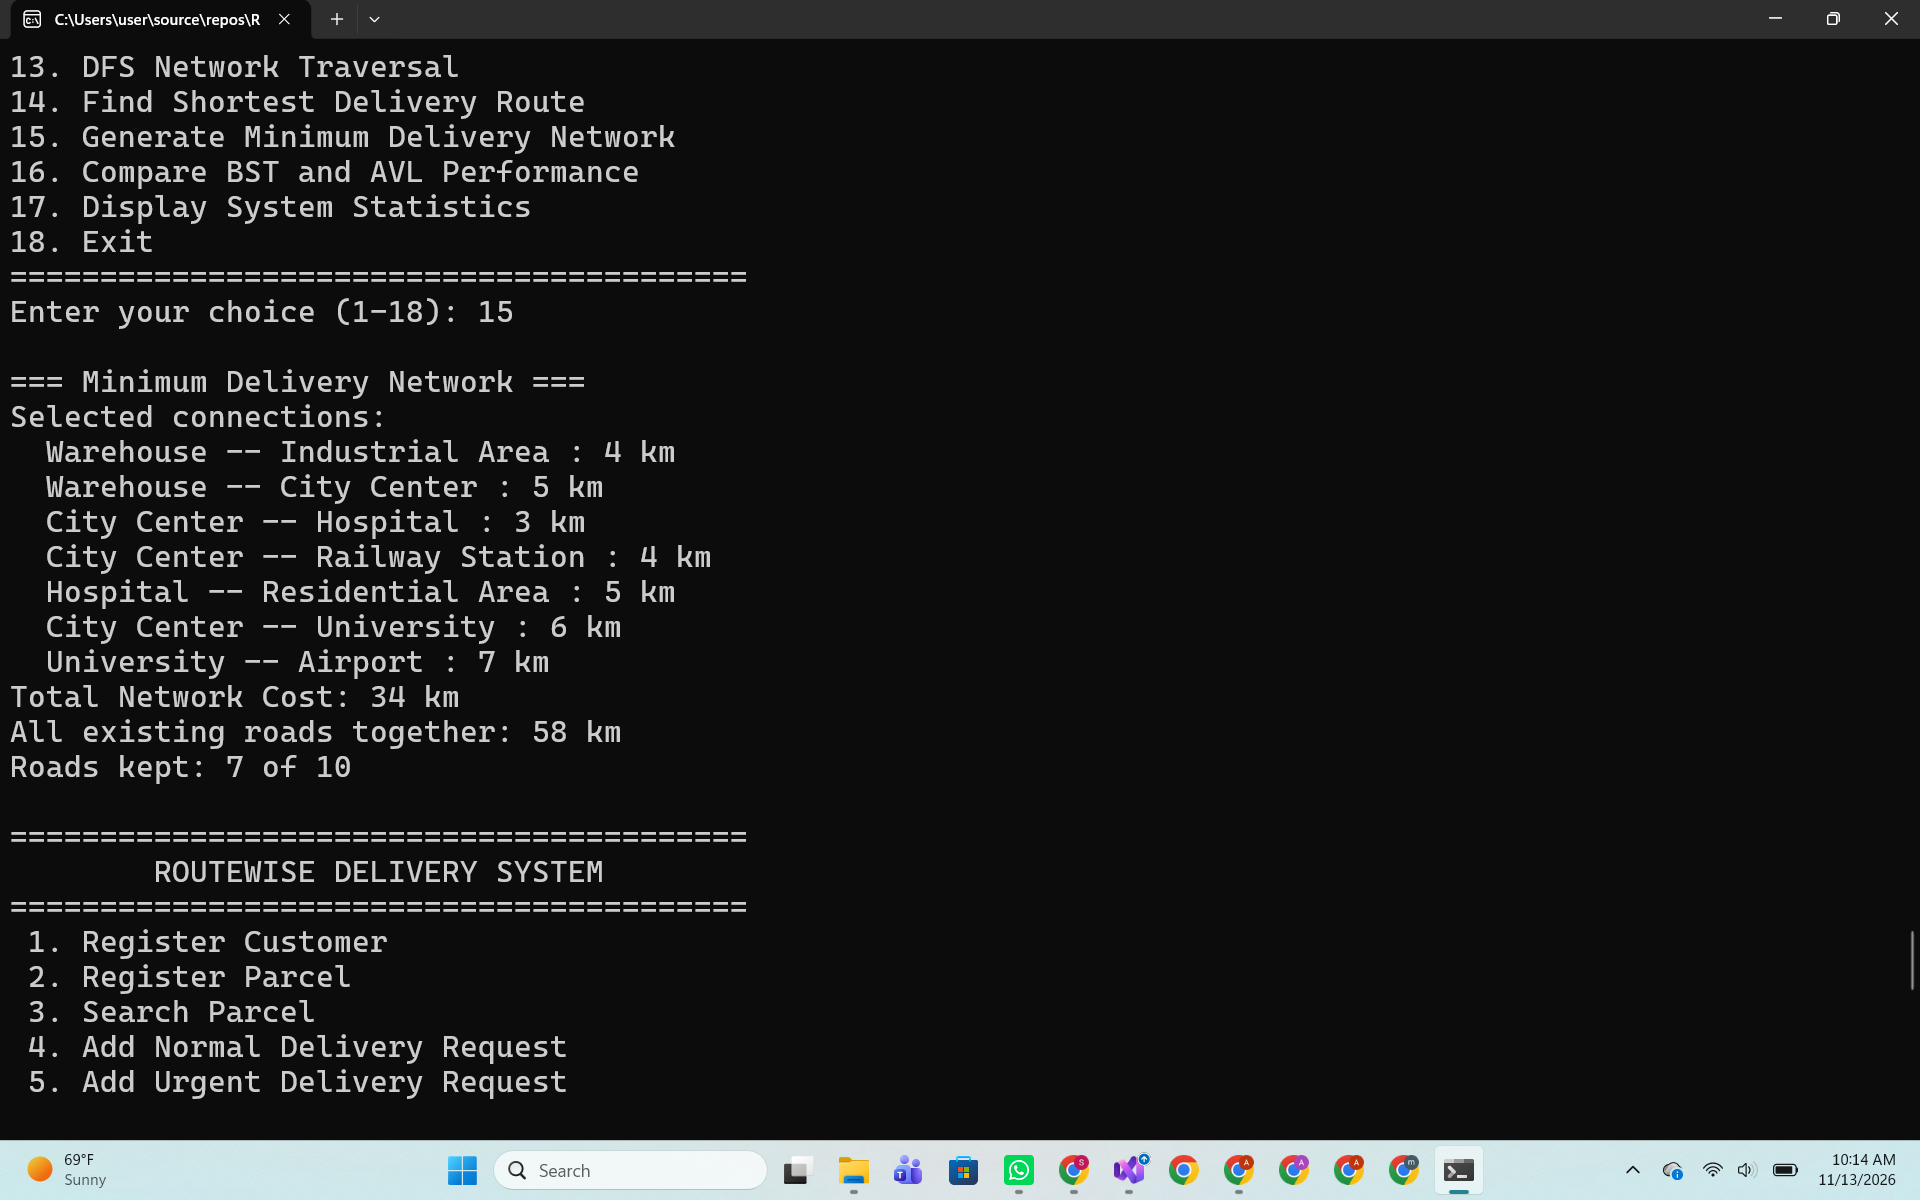 C:\Users\user\source\repos\R
13. DFS Network Traversal
14. Find Shortest Delivery Route
15. Generate Minimum Delivery Network
16. Compare BST and AVL Performance
17. Display System Statistics
18. Exit
=========================================
Enter your choice (1-18): 15
=== Minimum Delivery Network ===
Selected connections:
Warehouse -- Industrial Area : 4 km
Warehouse -- City Center : 5 km
City Center -- Hospital : 3 km
City Center -- Railway Station : 4 km
Hospital -- Residential Area : 5 km
City Center -- University : 6 km
University -- Airport : 7 km
Total Network Cost: 34 km
All existing roads together: 58 km
Roads kept: 7 of 10
=========================================
ROUTEWISE DELIVERY SYSTEM
=========================================
1. Register Customer
2. Register Parcel
3. Search Parcel
4. Add Normal Delivery Request
5. Add Urgent Delivery Request
69°F
Sunny
Search
10:14 AM
11/13/2026